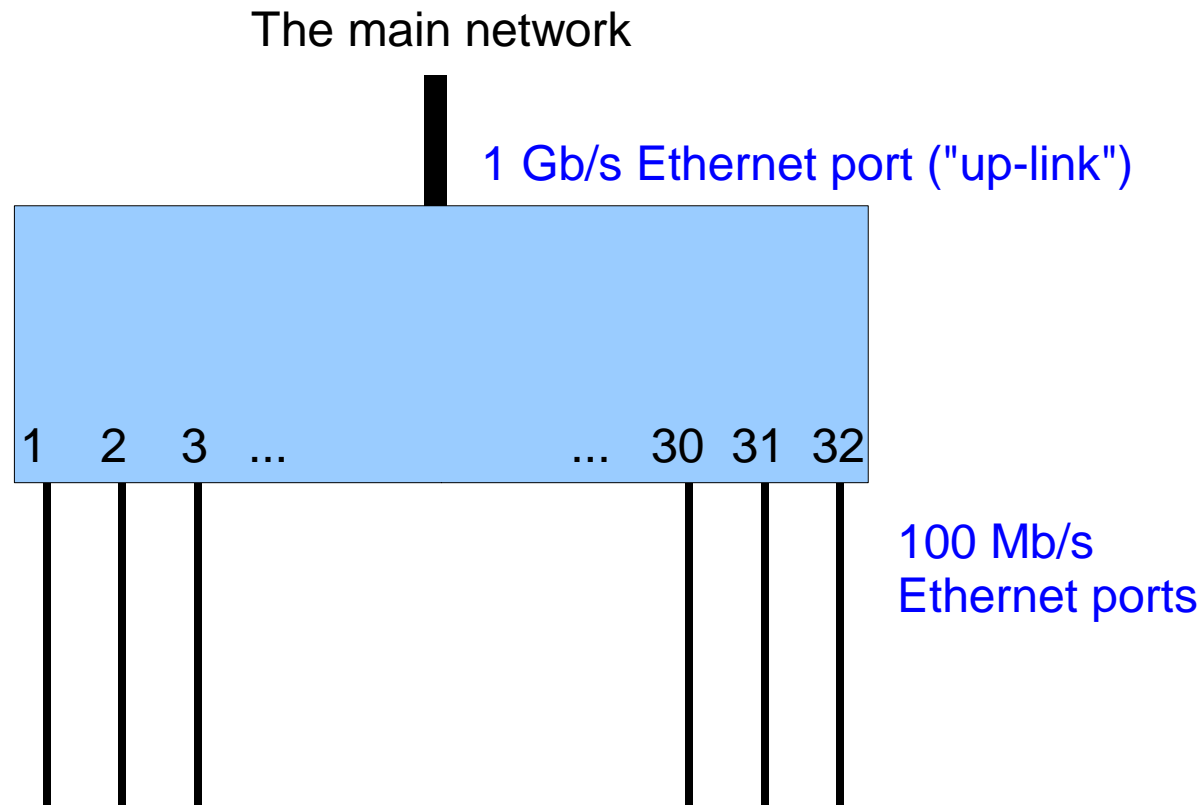 The main network
1 Gb/s Ethernet port ("up-link")
1 2 3 ... ... 30 31 32
100 Mb/s
Ethernet ports